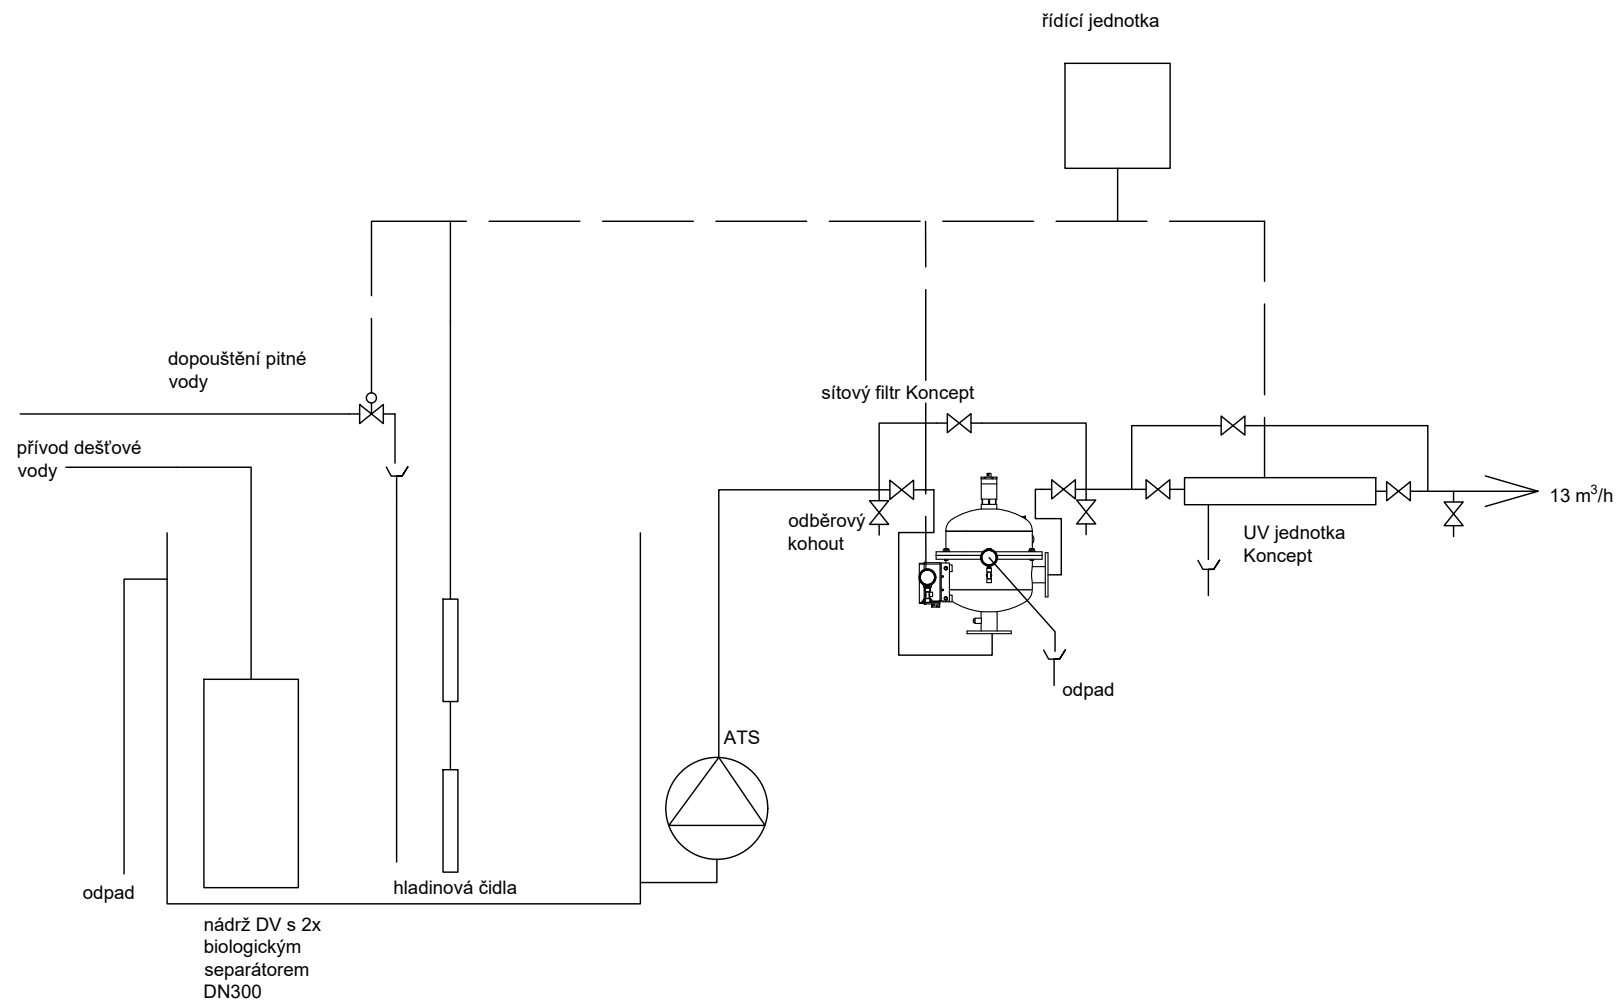 řídící jednotka
dopouštění pitné
vody
sítový filtr Koncept
přívod dešťové
vody
odběrový
kohout
13 m³/h
UV jednotka
Koncept
odpad
ATS
odpad
hladinová čidla
nádrž DV s 2x
biologickým
separátorem
DN300